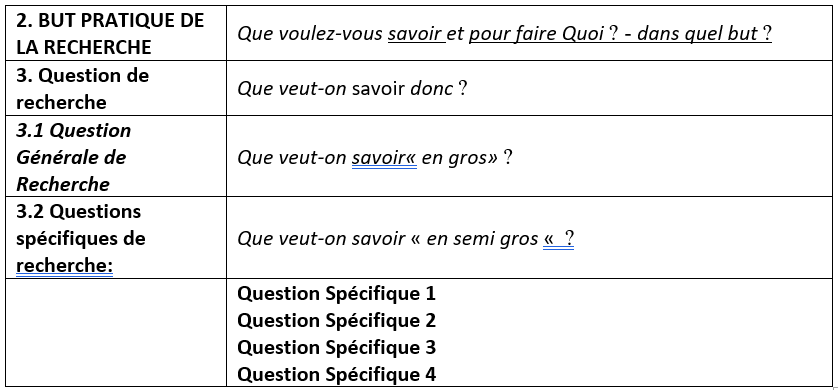 2. BUT PRATIQUE DE
LA RECHERCHE
Que voulez-vous savoir et pour faire Quoi ? - dans quel but ?
3. Question de
recherche
Que veut-on savoir donc ?
3.1 Question
Générale de
Recherche
Que veut-on savoir« en gros» ?
3.2 Questions
spécifiques de
recherche:
Que veut-on savoir « en semi gros «  ?
Question Spécifique 1
Question Spécifique 2
Question Spécifique 3
Question Spécifique 4